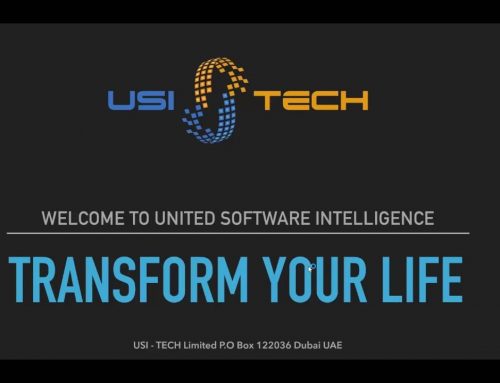 USI TECH
WELCOME TO UNITED SOFTWARE INTELLIGENCE
TRANSFORM YOUR LIFE
USI - TECH Limited P.O Box 122036 Dubai UAE